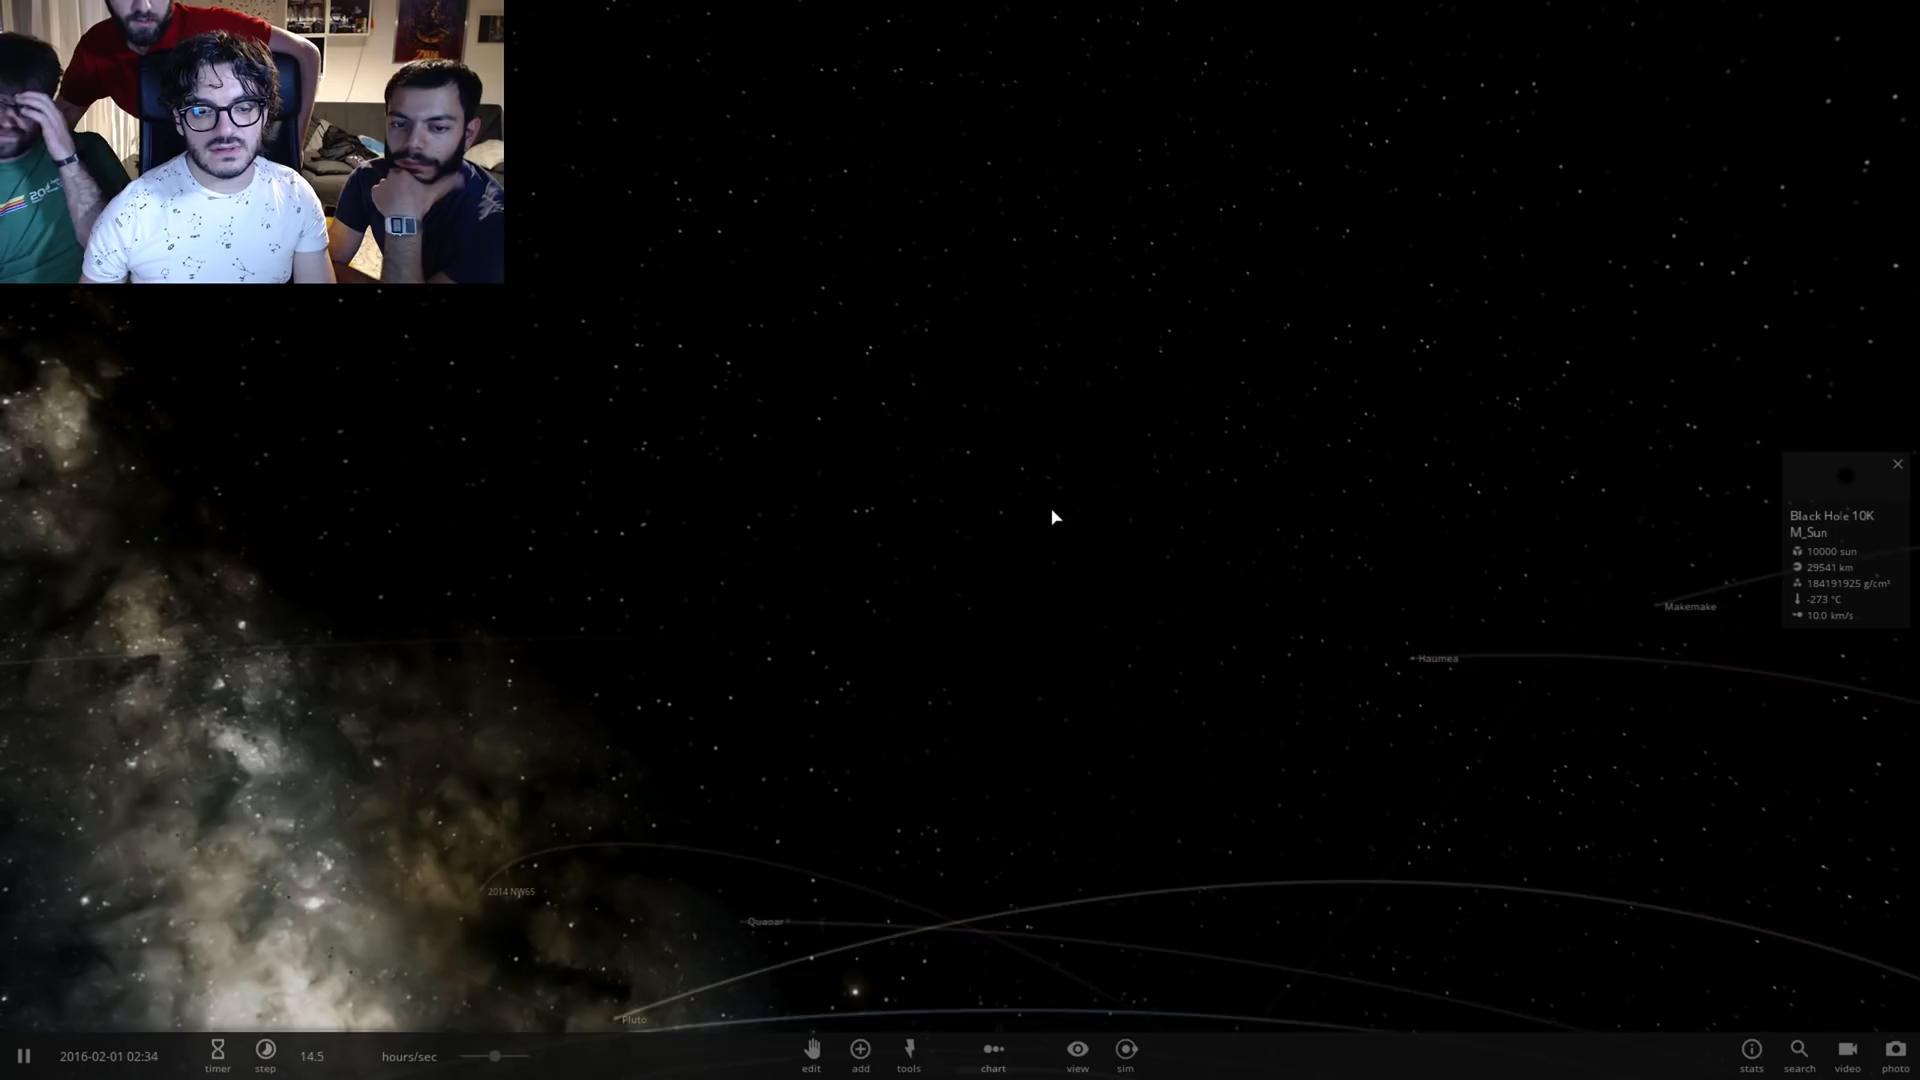 ZELDA
Black Hole 10K
M_Sun
10000 sun
29541 km
184191925 g/cm³
-273 °C
10.0 km/s
Makemake
Haumea
2014 NW65
Quaoar
Pluto
2016-02-01 02:34
timer
step
14.5
hours/sec
edit
add
tools
chart
view
sim
stats
search
video
photo